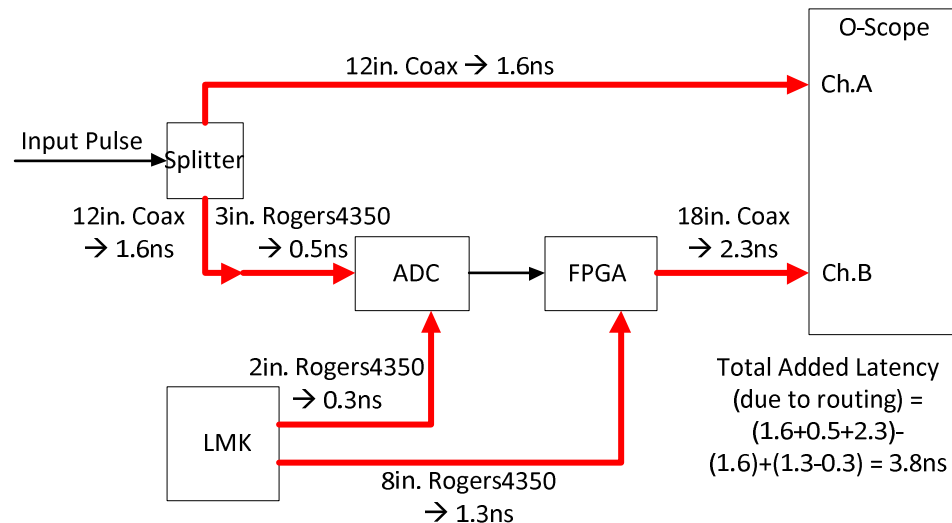 O-Scope
12in. Coax → 1.6ns
Ch.A
Input Pulse
Splitter
12in. Coax
→ 1.6ns
3in. Rogers4350
→ 0.5ns
18in. Coax
→ 2.3ns
ADC
FPGA
Ch.B
2in. Rogers4350
→ 0.3ns
LMK
8in. Rogers4350
→ 1.3ns
Total Added Latency
(due to routing) =
(1.6+0.5+2.3)-
(1.6)+(1.3-0.3) = 3.8ns